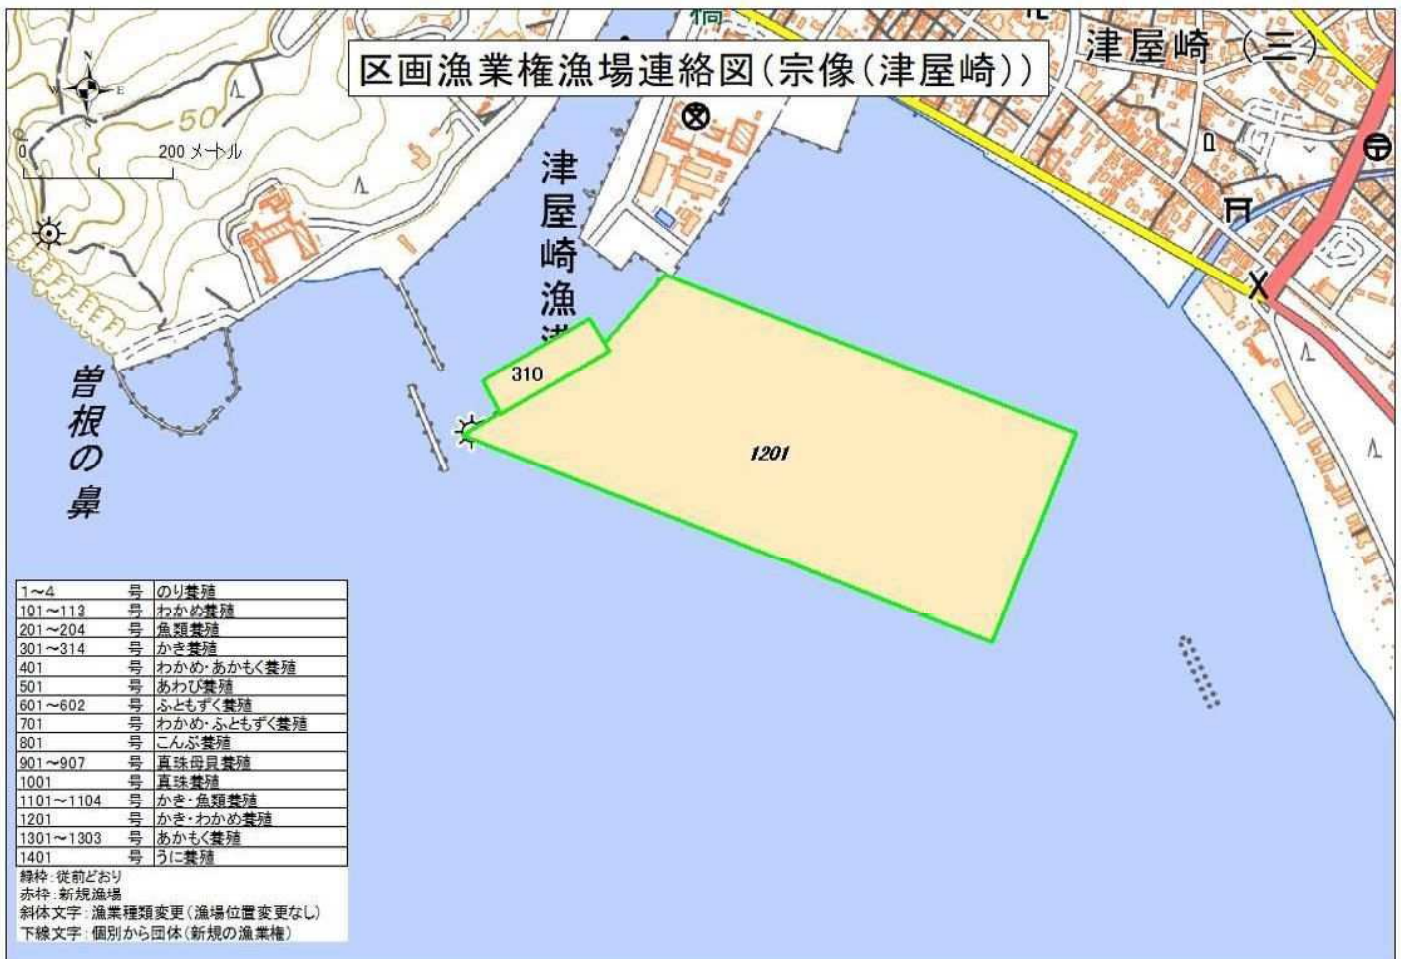 橋
区画漁業権漁場連絡図(宗像(津屋崎))
津屋崎(三)
N
W
E
50
0
200 メートル
津屋崎漁港
曽根の鼻
310
1201
1~4 号 のり養殖
101~113 号 わかめ養殖
201~204 号 魚類養殖
301~314 号 かき養殖
401 号 わかめ・あかもく養殖
501 号 あわび養殖
601~602 号 ふともずく養殖
701 号 わかめ・ふともずく養殖
801 号 こんぶ養殖
901~907 号 真珠母貝養殖
1001 号 真珠養殖
1101~1104 号 かき・魚類養殖
1201 号 かき・わかめ養殖
1301~1303 号 あかもく養殖
1401 号 うに養殖
緑枠:従前どおり
赤枠:新規漁場
斜体文字:漁業種類変更(漁場位置変更なし)
下線文字:個別から団体(新規の漁業権)